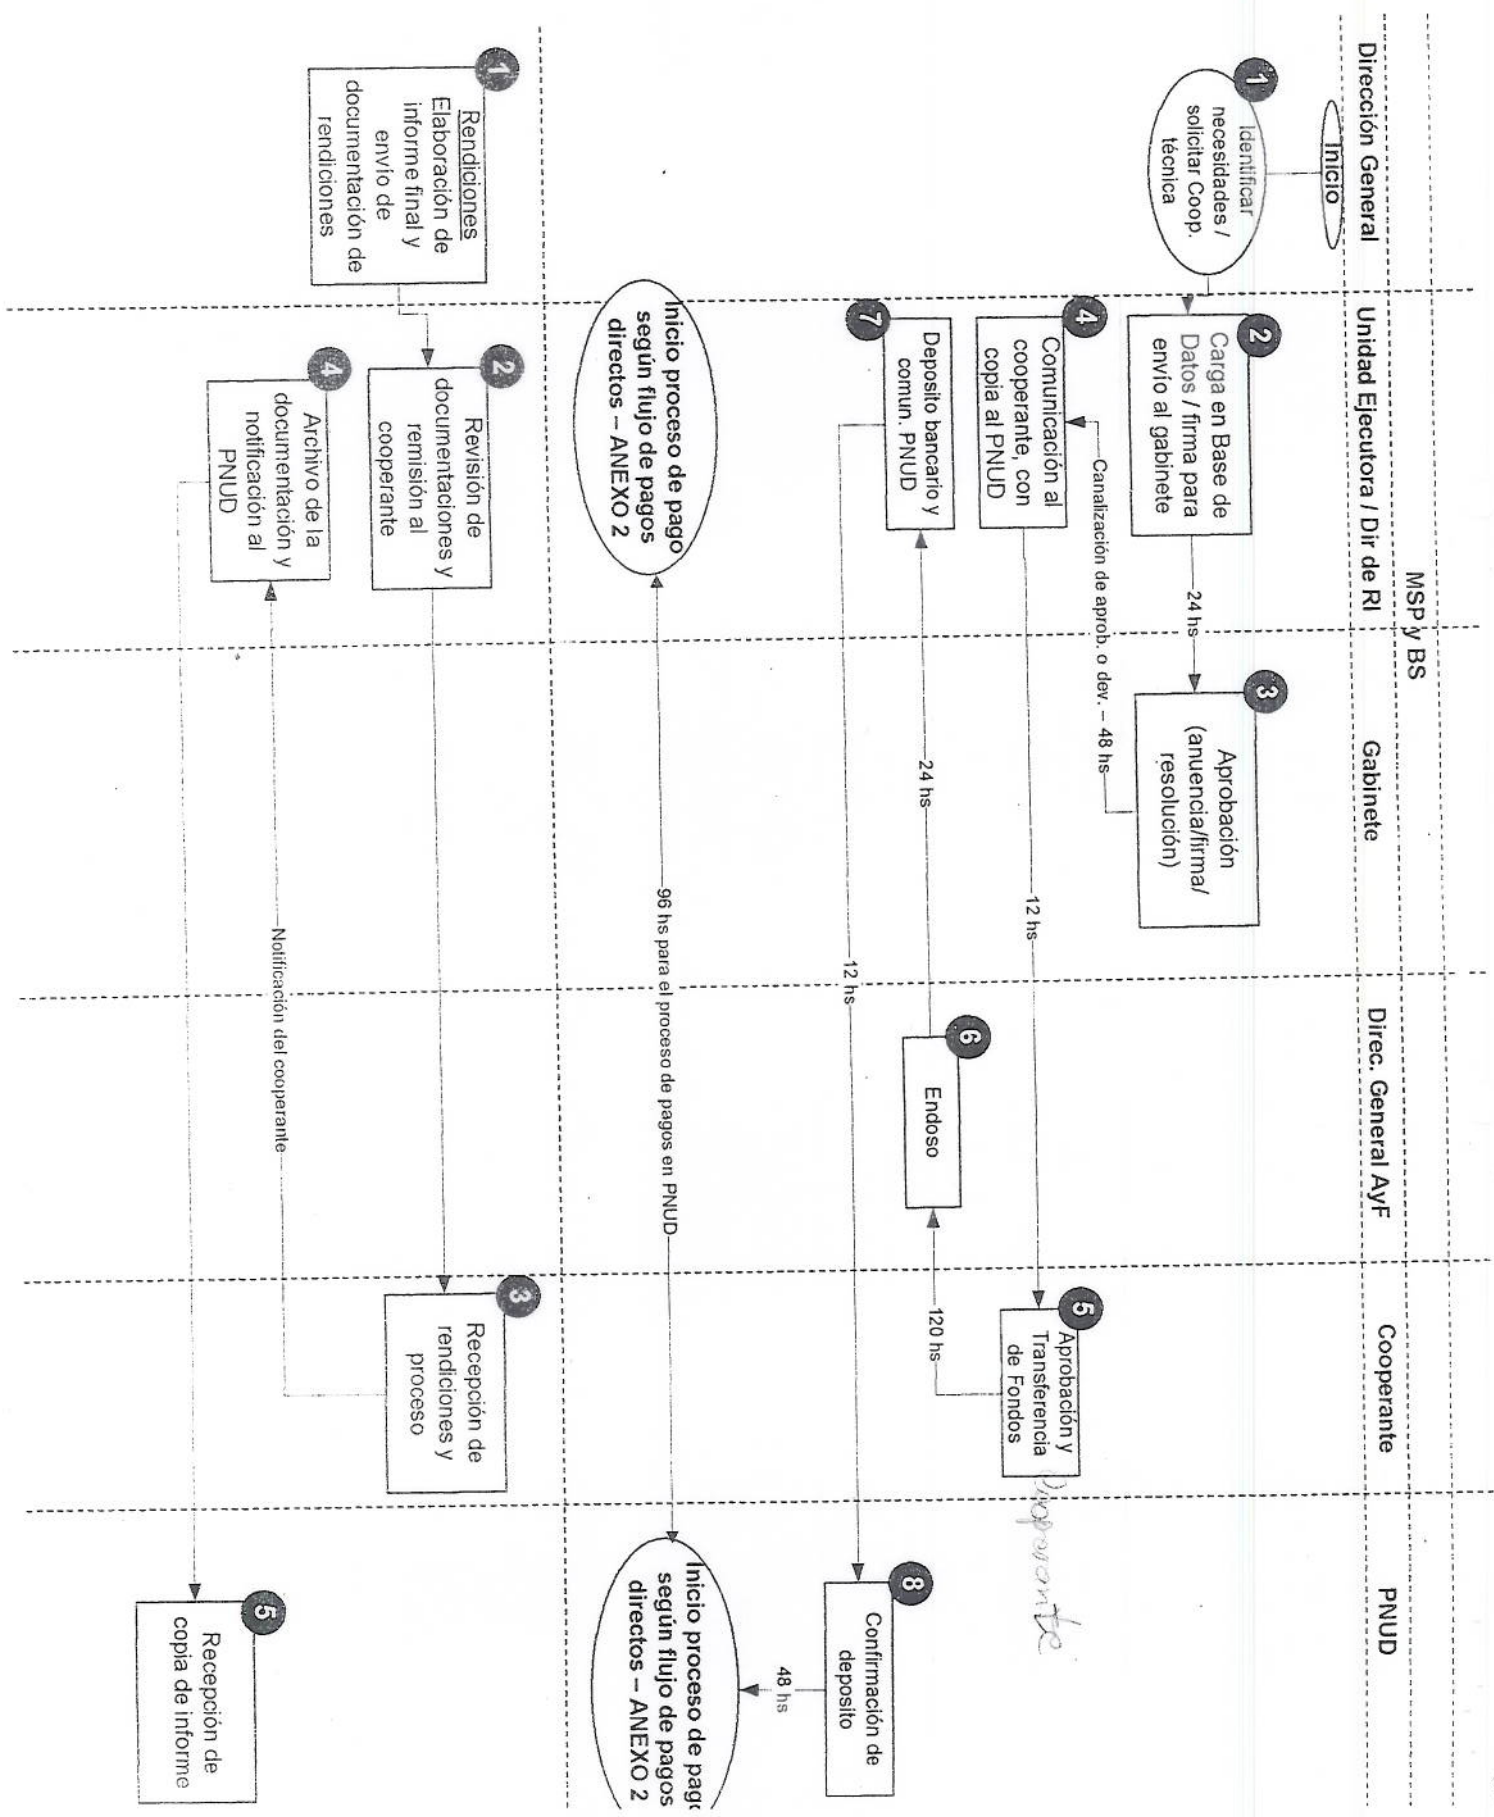 MSP y BS
Dirección General
Unidad Ejecutora / Dir de RI
Gabinete
Direc. General AyF
Cooperante
PNUD
Inicio
1
Identificar
necesidades /
solicitar Coop.
técnica
2
Carga en Base de
Datos / firma para
envío al gabinete
24 hs
3
Aprobación
(anuencia/firma/
resolución)
Canalización de aprob. o dev. – 48 hs
4
Comunicación al
cooperante, con
copia al PNUD
12 hs
5
Aprobación y
Transferencia
de Fondos
120 hs
6
Endoso
24 hs
7
Deposito bancario y
comun. PNUD
12 hs
8
Confirmación de
deposito
48 hs
Inicio proceso de pago
según flujo de pagos
directos – ANEXO 2
96 hs para el proceso de pagos en PNUD
Inicio proceso de pago
según flujo de pagos
directos – ANEXO 2
1
Rendiciones
Elaboración de
informe final y
envío de
documentación de
rendiciones
2
Revisión de
documentaciones y
remisión al
cooperante
3
Recepción de
rendiciones y
proceso
Notificación del cooperante
4
Archivo de la
documentación y
notificación al
PNUD
5
Recepción de
copia de informe